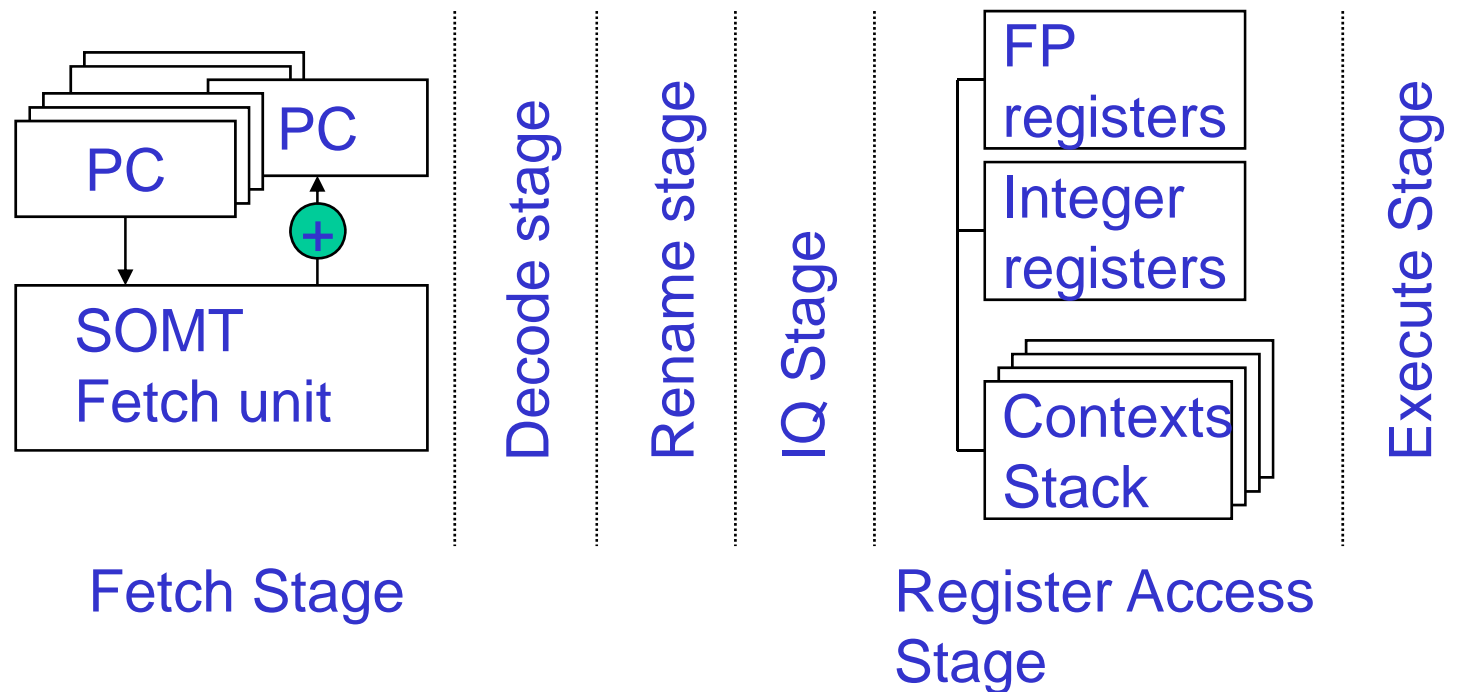 PC
PC
+
SOMT
Fetch unit
Fetch Stage
Decode stage
Rename stage
IQ Stage
FP
registers
Integer
registers
Contexts
Stack
Register Access
Stage
Execute Stage